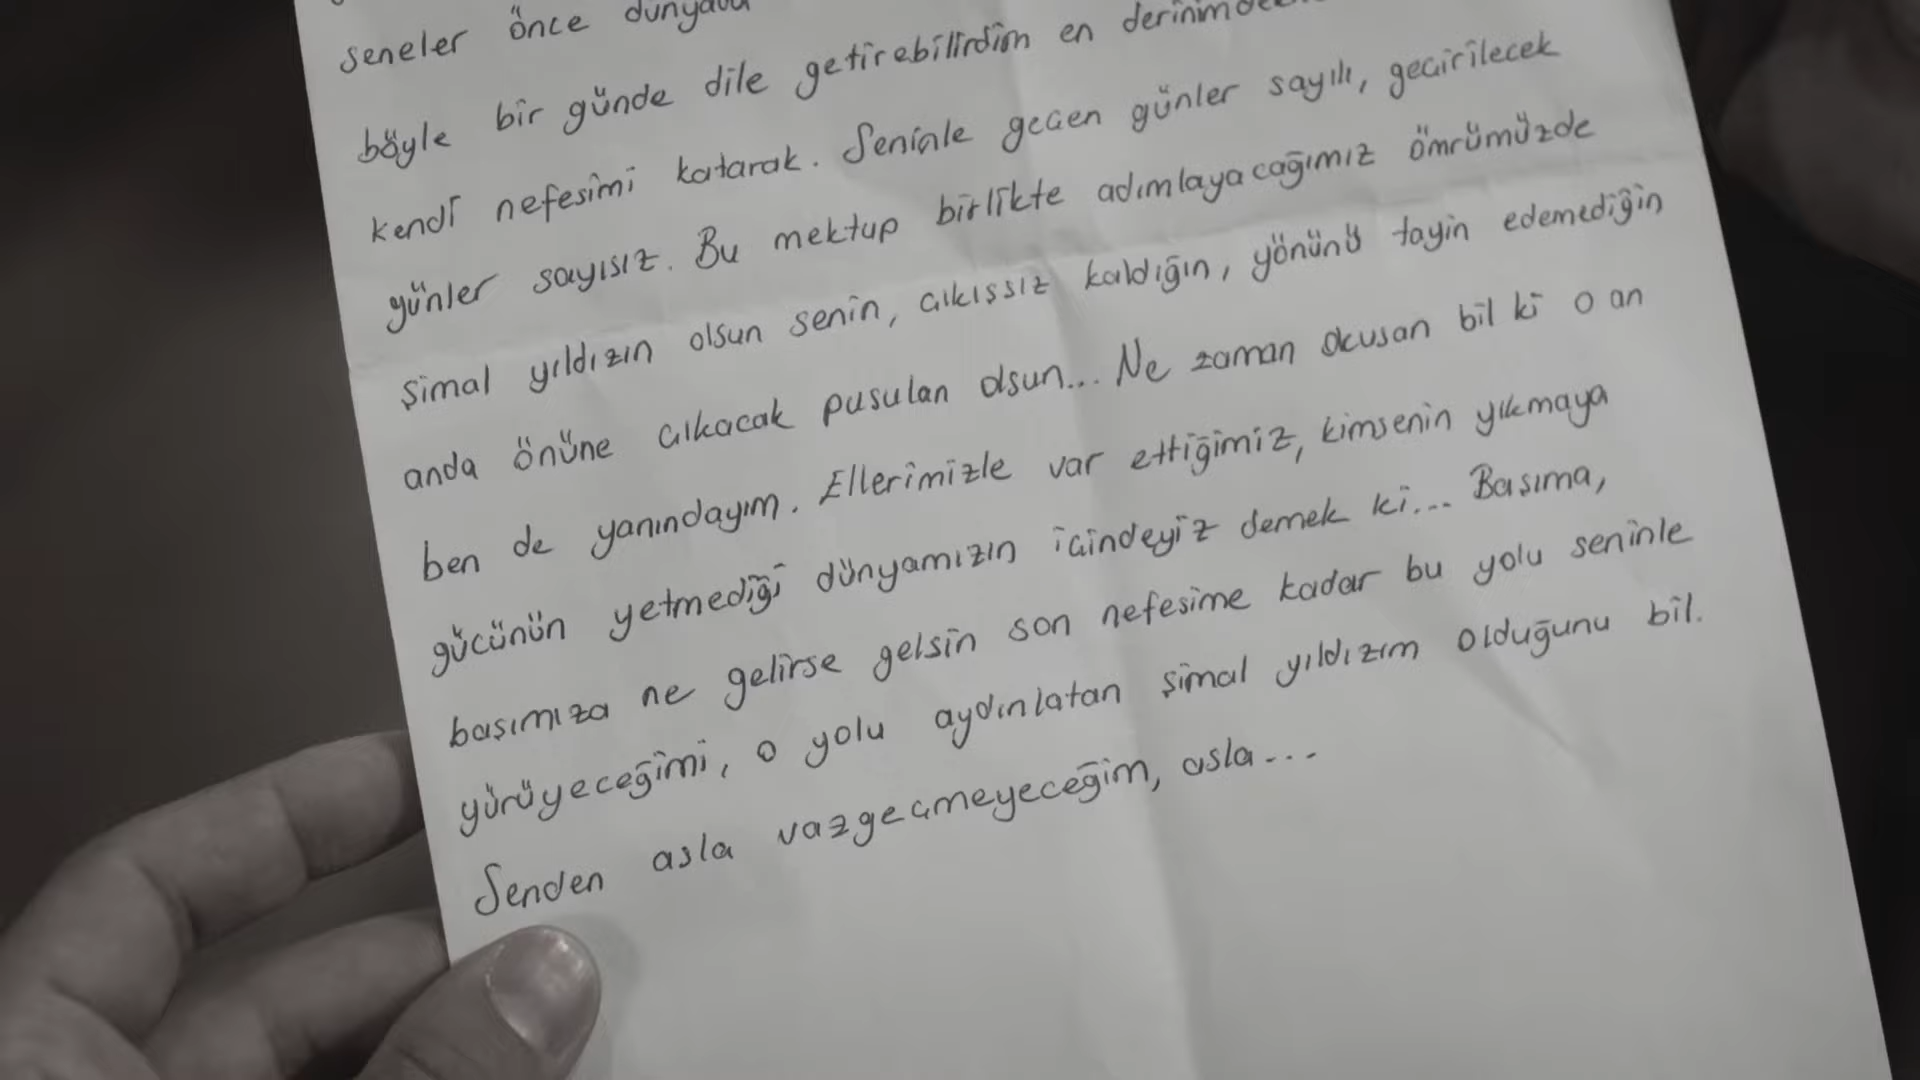 seneler önce
böyle bir günde dile getirebilirdim en
kendi nefesimi katarak. Seninle geçen günler sayılı, geçirilecek
günler sayısız. Bu mektup birlikte adımlayacağımız ömrümüzde
şimal yıldızın olsun senin, çıkışsız kaldığın, yönünü tayin edemediğin
anda önüne çıkacak pusulan olsun... Ne zaman okusan bil ki o an
ben de yanındayım. Ellerimizle var ettiğimiz, kimsenin yıkmaya
gücünün yetmediği dünyamızın içindeyiz demek ki... Başıma,
başımıza ne gelirse gelsin son nefesime kadar bu yolu seninle
yürüyeceğimi, o yolu aydınlatan şimal yıldızım olduğunu bil.
Senden asla vazgeçmeyeceğim, asla...